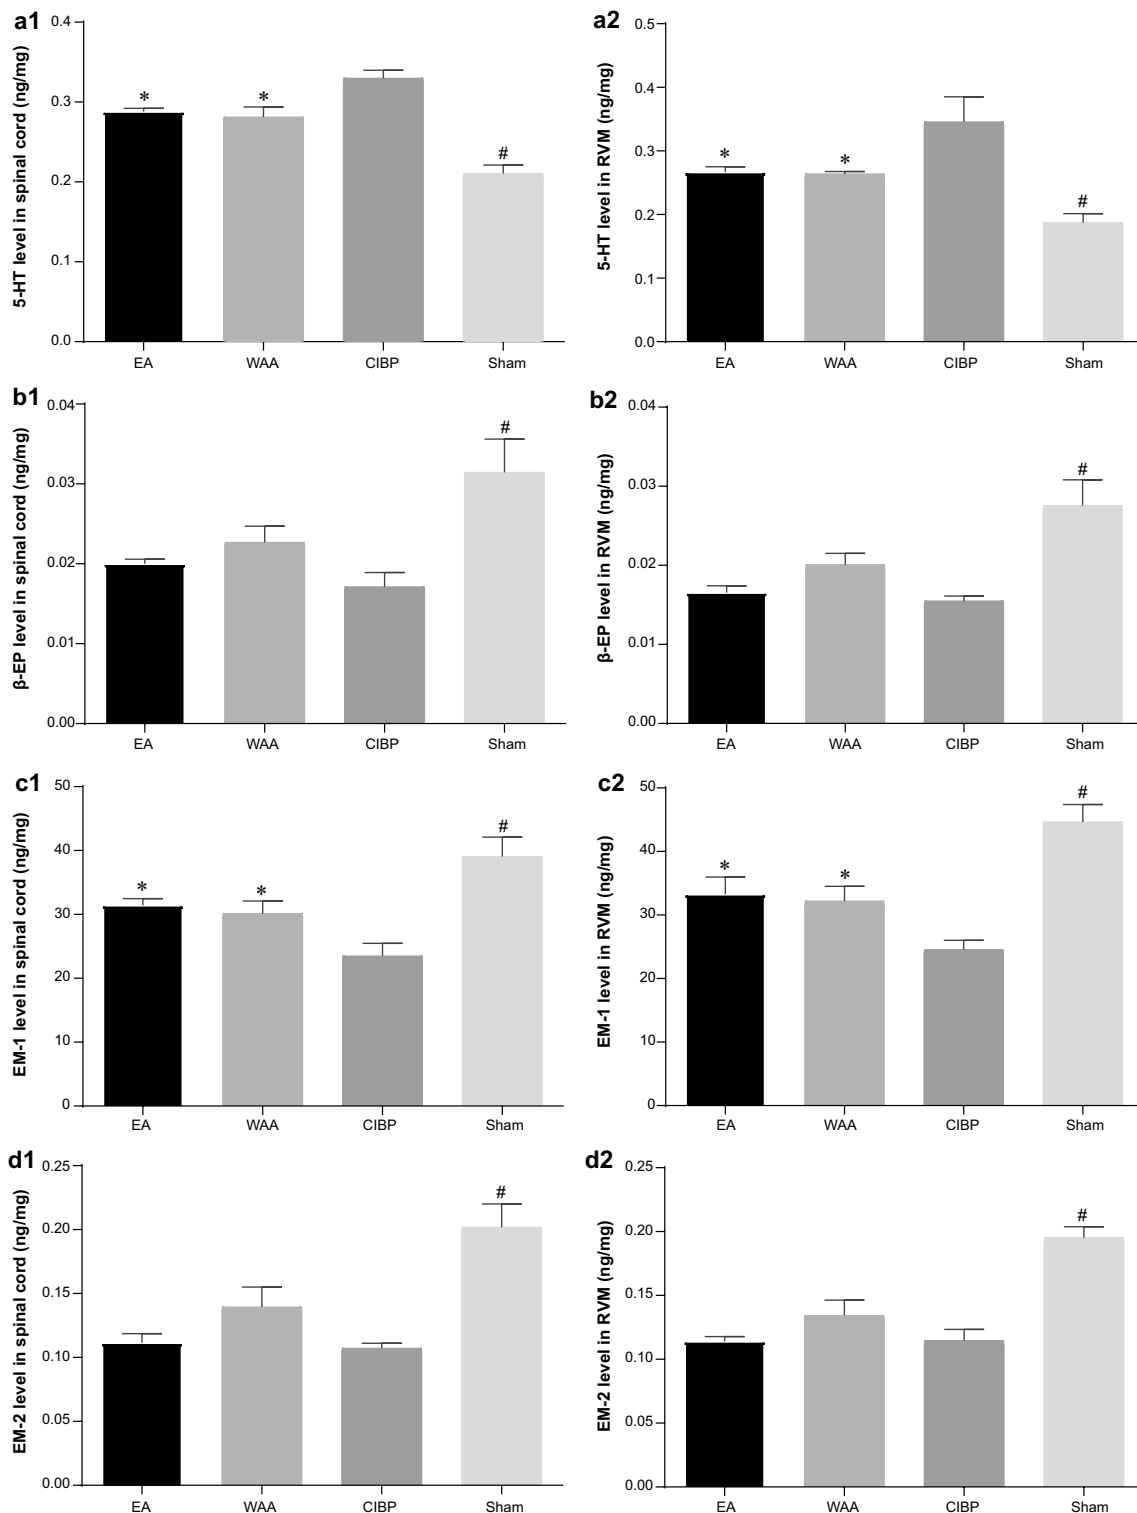 a1
5-HT level in spinal cord (ng/mg)
0.4
0.3
0.2
0.1
0.0
*
*
#
EA WAA CIBP Sham
a2
5-HT level in RVM (ng/mg)
0.5
0.4
0.3
0.2
0.1
0.0
*
*
#
EA WAA CIBP Sham
b1
β-EP level in spinal cord (ng/mg)
0.04
0.03
0.02
0.01
0.00
#
EA WAA CIBP Sham
b2
β-EP level in RVM (ng/mg)
0.04
0.03
0.02
0.01
0.00
#
EA WAA CIBP Sham
c1
EM-1 level in spinal cord (ng/mg)
50
40
30
20
10
0
*
*
#
EA WAA CIBP Sham
c2
EM-1 level in RVM (ng/mg)
50
40
30
20
10
0
*
*
#
EA WAA CIBP Sham
d1
EM-2 level in spinal cord (ng/mg)
0.25
0.20
0.15
0.10
0.05
0.00
#
EA WAA CIBP Sham
d2
EM-2 level in RVM (ng/mg)
0.25
0.20
0.15
0.10
0.05
0.00
#
EA WAA CIBP Sham